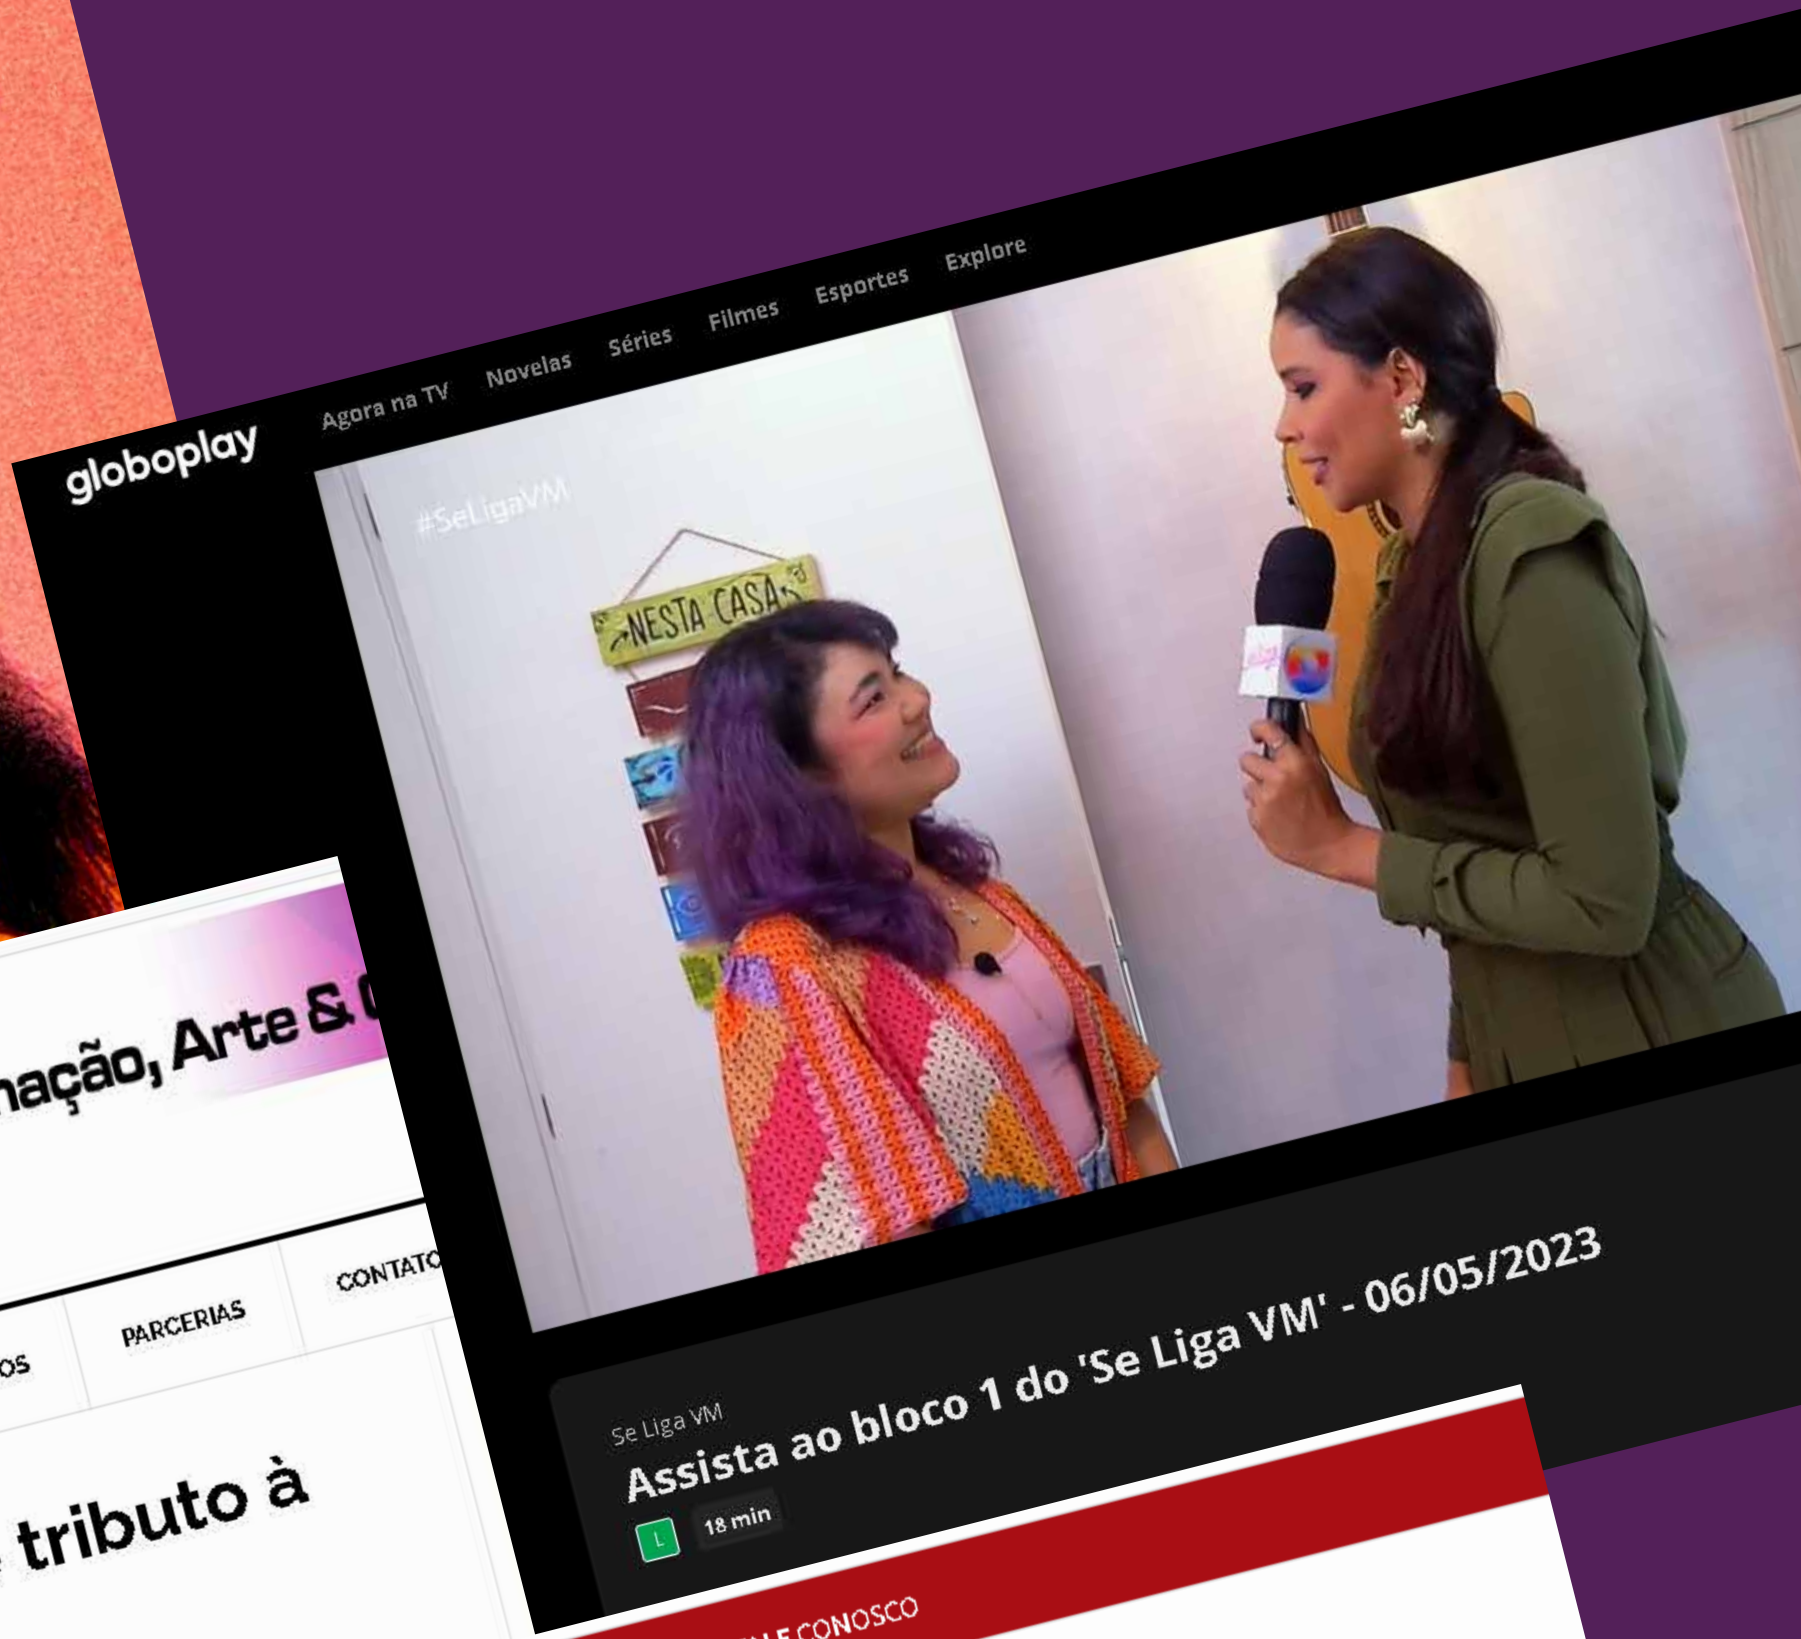 globoplay
Agora na TV Novelas Séries Filmes Esportes Explore
#SeLigaVM
NESTA CASA
Arte &
CONTATO
PARCERIAS
tributo à
Se Liga VM
Assista ao bloco 1 do 'Se Liga VM' - 06/05/2023
L 18 min
CONOSCO